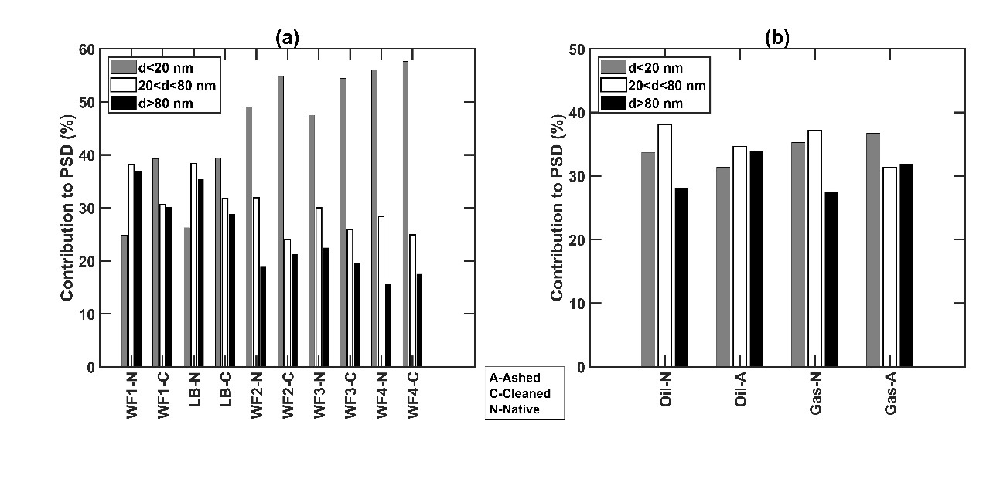 (a)
d<20 nm
20<d<80 nm
d>80 nm
Contribution to PSD (%)
60
50
40
30
20
10
0
WF1-N
WF1-C
LB-N
LB-C
WF2-N
WF2-C
WF3-N
WF3-C
WF4-N
WF4-C
A-Ashed
C-Cleaned
N-Native
(b)
d<20 nm
20<d<80 nm
d>80 nm
Contribution to PSD (%)
50
40
30
20
10
0
Oil-N
Oil-A
Gas-N
Gas-A